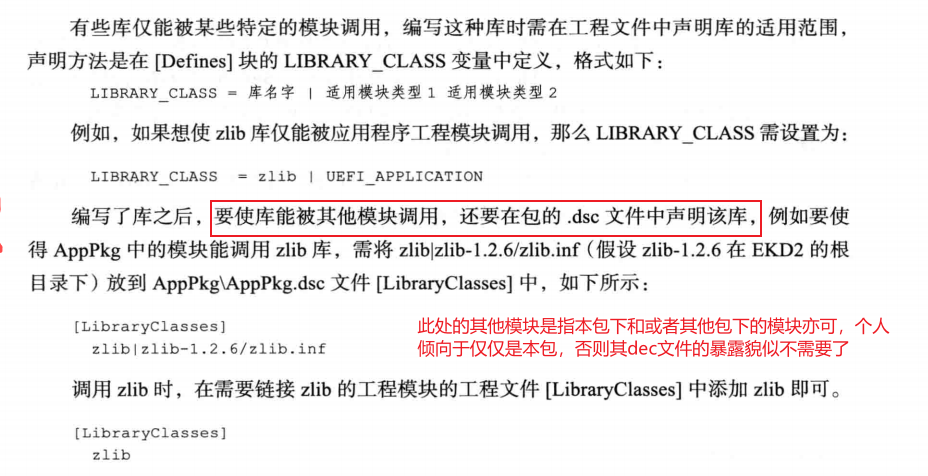 有些库仅能被某些特定的模块调用，编写这种库时需在工程文件中声明库的适用范围，
声明方法是在 [Defines] 块的 LIBRARY_CLASS 变量中定义，格式如下：
LIBRARY_CLASS = 库名字 | 适用模块类型1 适用模块类型2
例如，如果想使 zlib 库仅能被应用程序工程模块调用，那么 LIBRARY_CLASS 需设置为：
LIBRARY_CLASS = zlib | UEFI_APPLICATION
编写了库之后，要使库能被其他模块调用，还要在包的 .dsc 文件中声明该库，例如要使
得 AppPkg 中的模块能调用 zlib 库，需将 zlib|zlib-1.2.6/zlib.inf（假设 zlib-1.2.6 在 EKD2 的根
目录下）放到 AppPkg\AppPkg.dsc 文件 [LibraryClasses] 中，如下所示：
[LibraryClasses]
zlib|zlib-1.2.6/zlib.inf
此处的其他模块是指本包下和或者其他包下的模块亦可，个人
倾向于仅仅是本包，否则其dec文件的暴露貌似不需要了
调用 zlib 时，在需要链接 zlib 的工程模块的工程文件 [LibraryClasses] 中添加 zlib 即可。
[LibraryClasses]
zlib